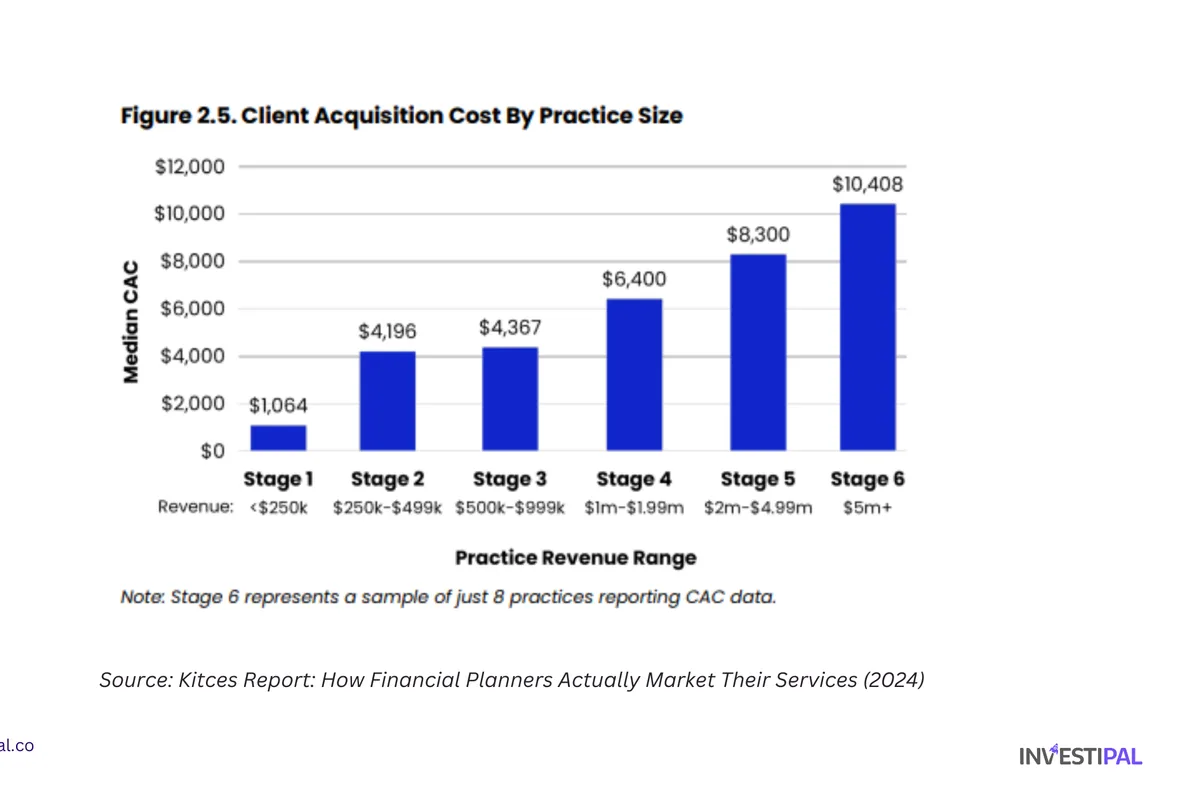 Figure 2.5. Client Acquisition Cost By Practice Size
$12,000
$10,000
$8,000
$6,000
$4,000
$2,000
$0
Median CAC
$1,064
$4,196
$4,367
$6,400
$8,300
$10,408
Stage 1 Stage 2 Stage 3 Stage 4 Stage 5 Stage 6
Revenue: <$250k $250k-$499k $500k-$999k $1m-$1.99m $2m-$4.99m $5m+
Practice Revenue Range
Note: Stage 6 represents a sample of just 8 practices reporting CAC data.
Source: Kitces Report: How Financial Planners Actually Market Their Services (2024)
al.co
INVESTIPAL